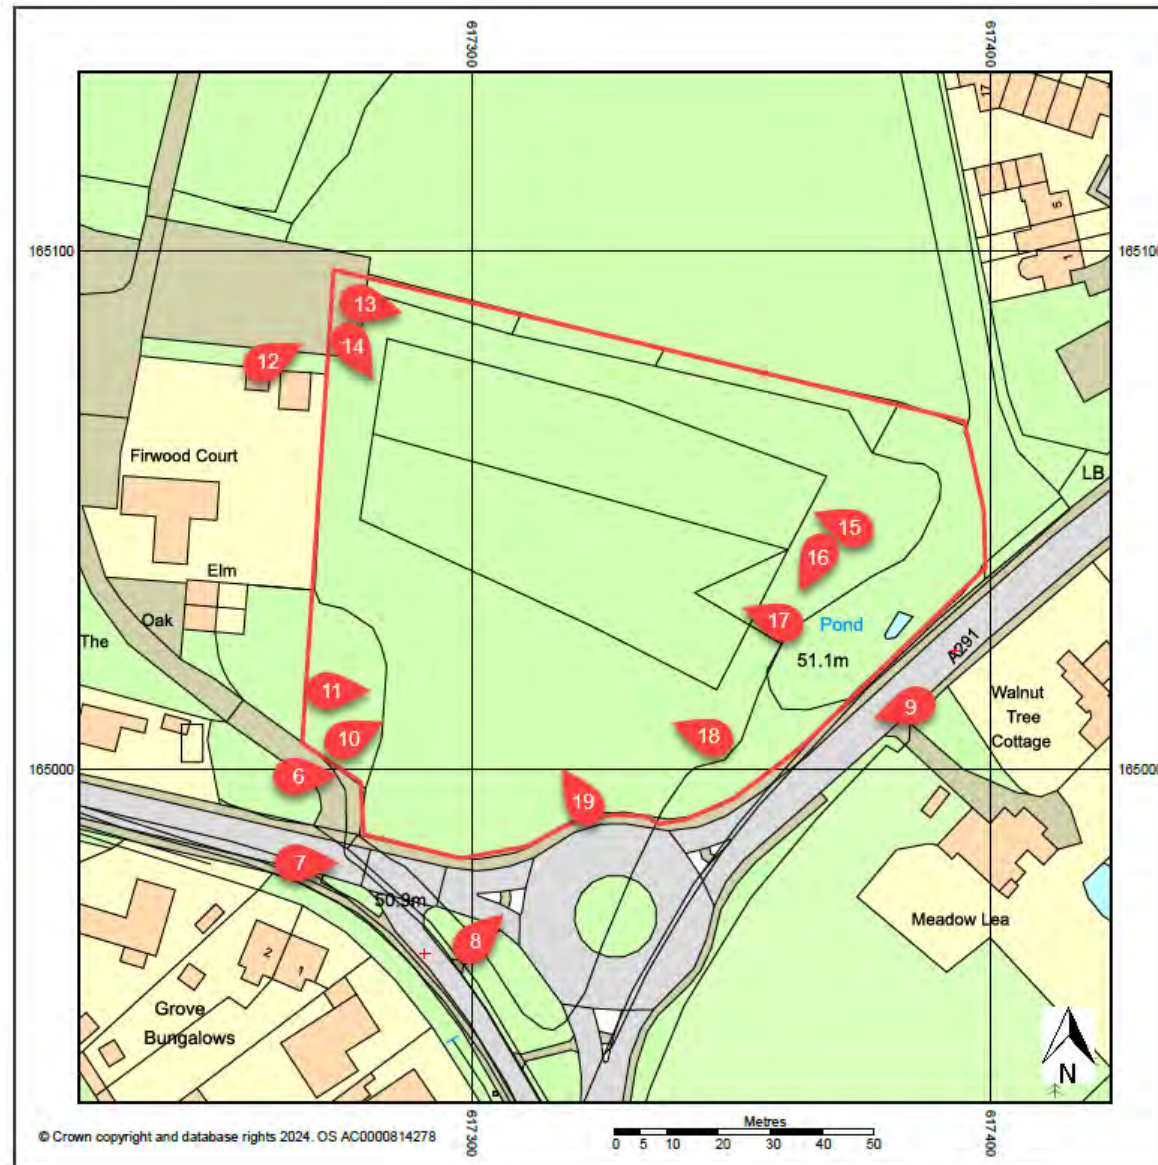 617300
617400
17
5
165100
165100
13
14
12
Firwood Court
LB
15
16
Elm
Oak
17
Pond
The
51.1m
A291
11
Walnut
Tree
Cottage
9
10
18
165000
165000
6
19
7
50.9m
8
Meadow Lea
2
1
1
Grove
Bungalows
N
617300
617400
© Crown copyright and database rights 2024. OS AC0000814278
Metres
0 5 10 20 30 40 50